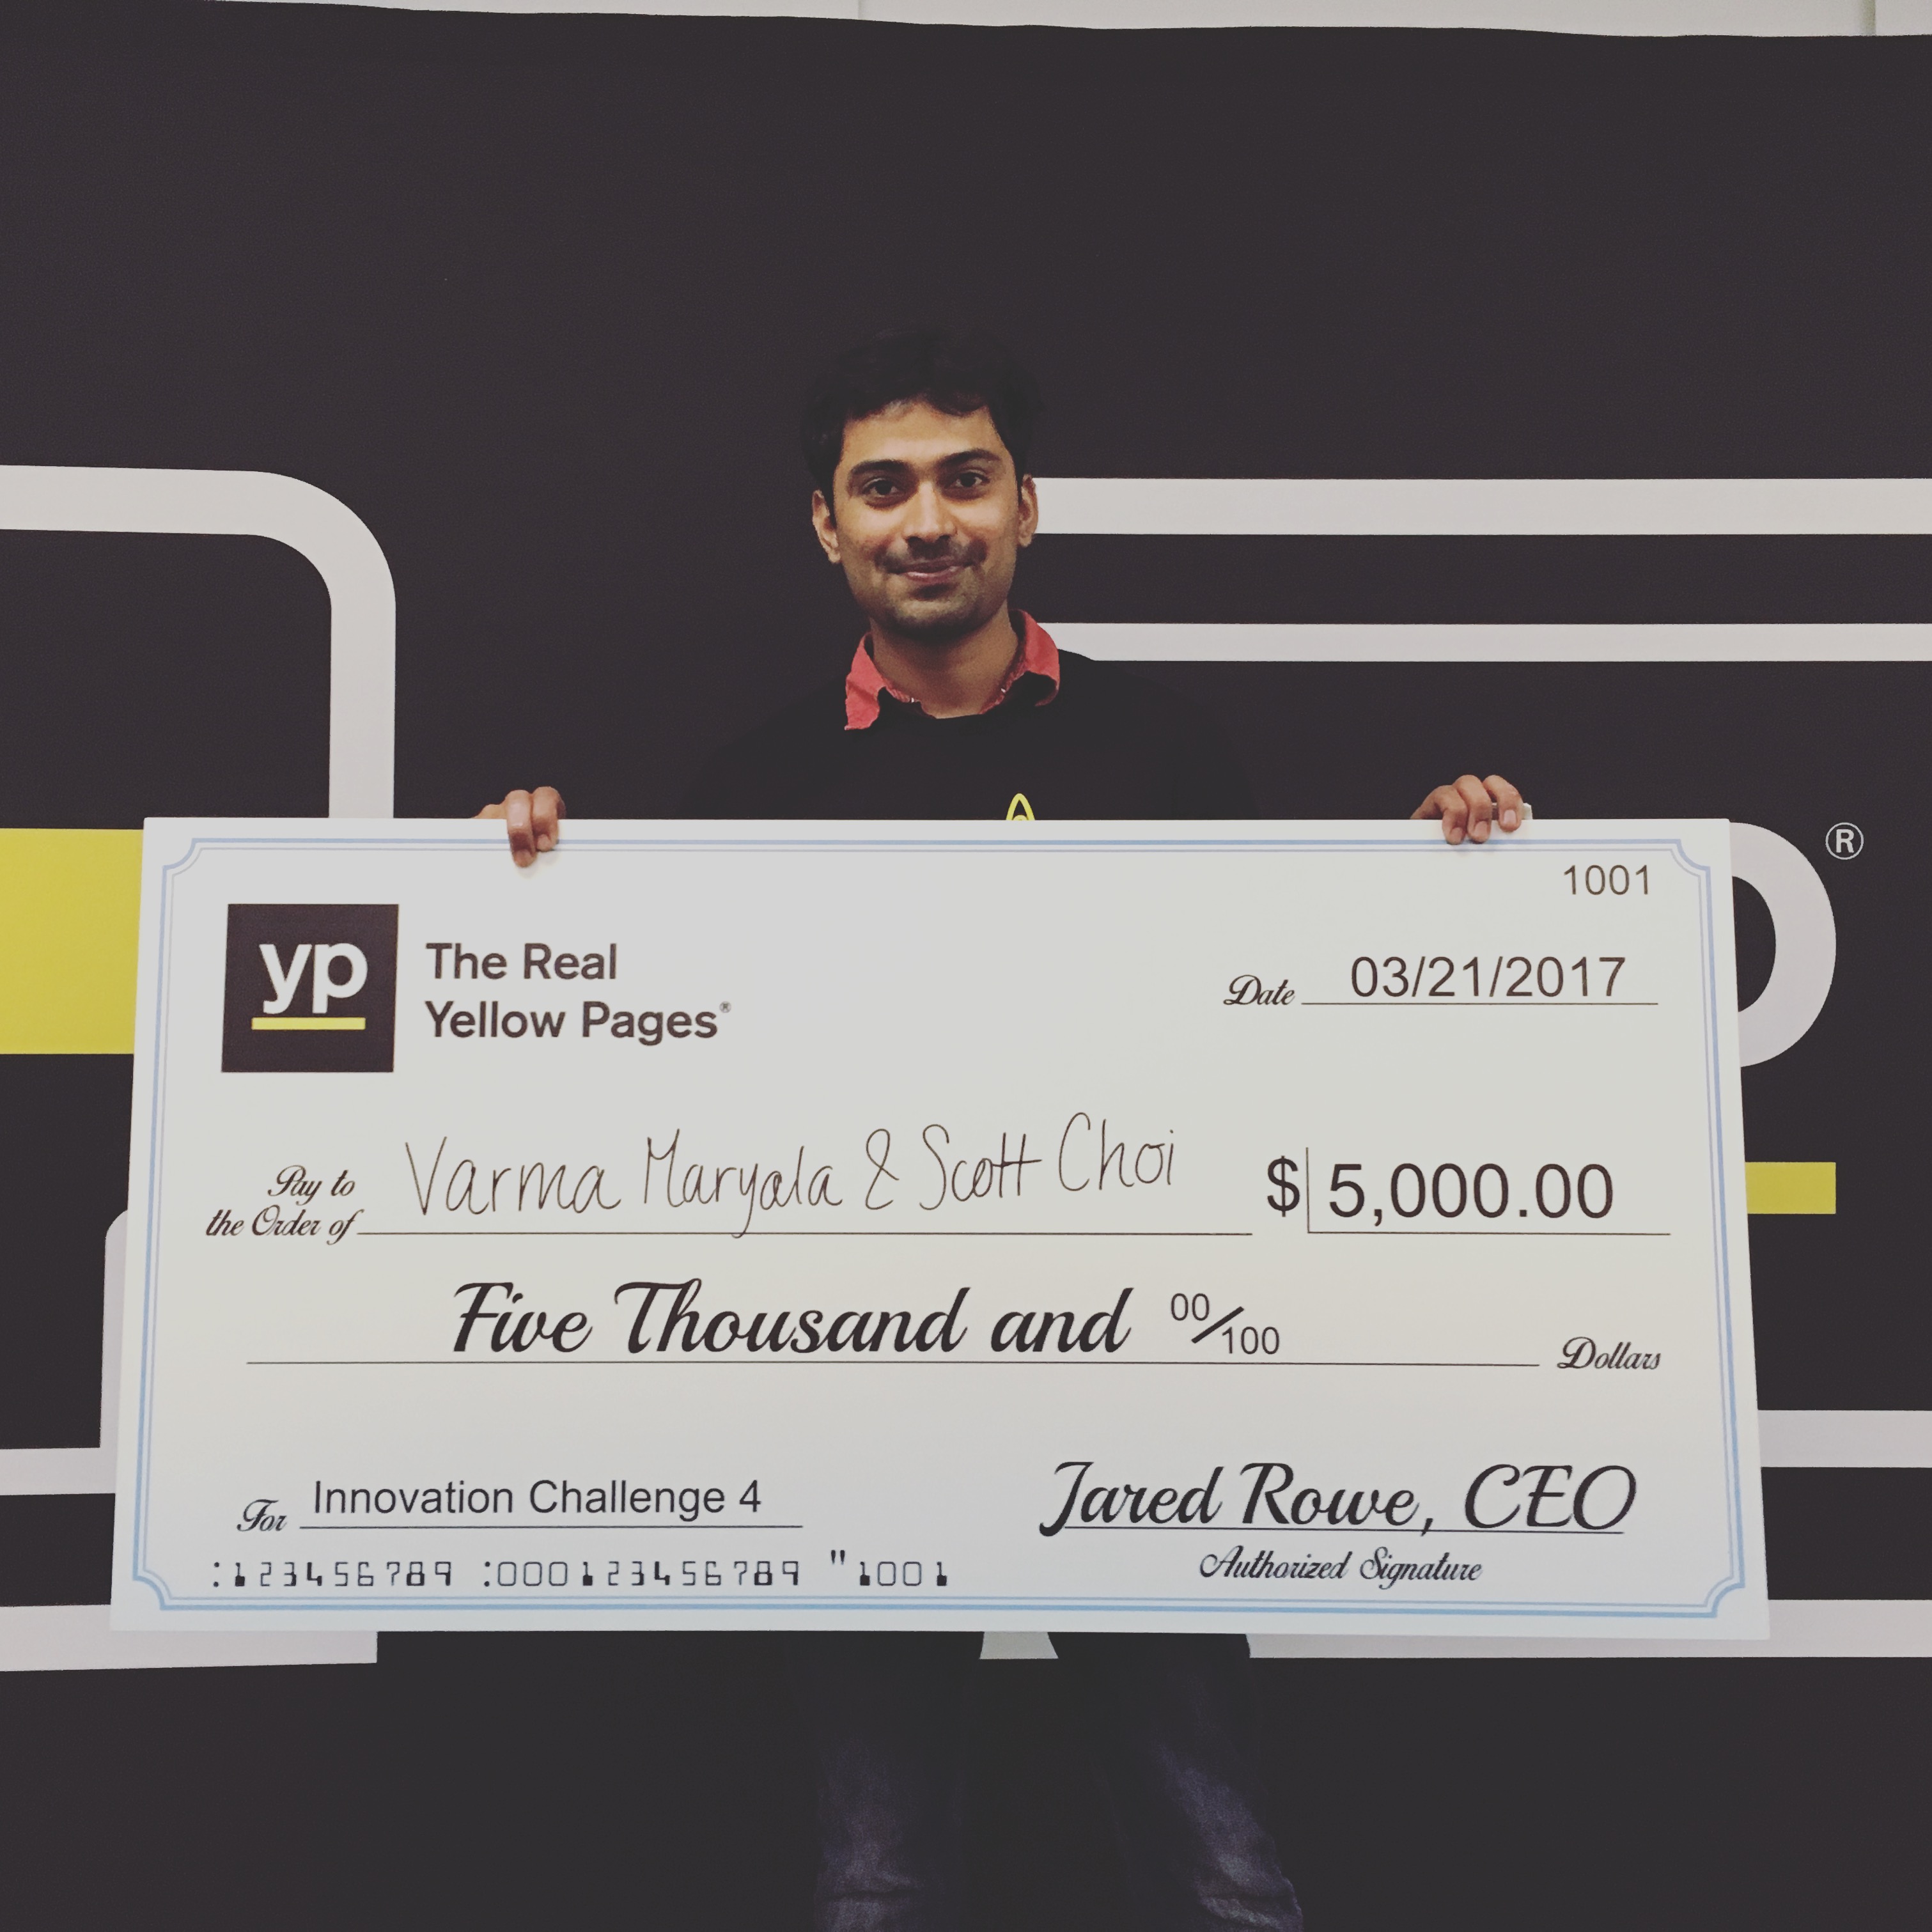 ®
1001
yp
The Real
Yellow Pages®
Date 03/21/2017
Pay to
the Order of Varma Maryala & Scott Choi $ 5,000.00
Five Thousand and 00/100 Dollars
For Innovation Challenge 4
Jared Rowe, CEO
Authorized Signature
:123456789 :000123456789 "1001